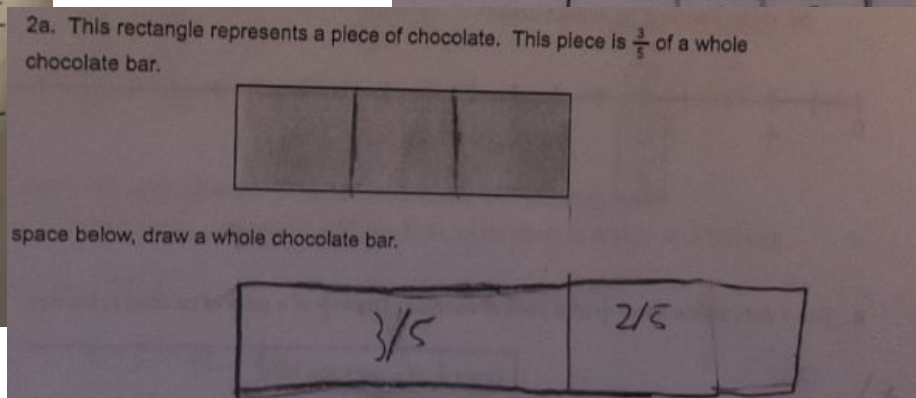 2a. This rectangle represents a piece of chocolate. This piece is 3/5 of a whole
chocolate bar.
space below, draw a whole chocolate bar.
3/5 2/5